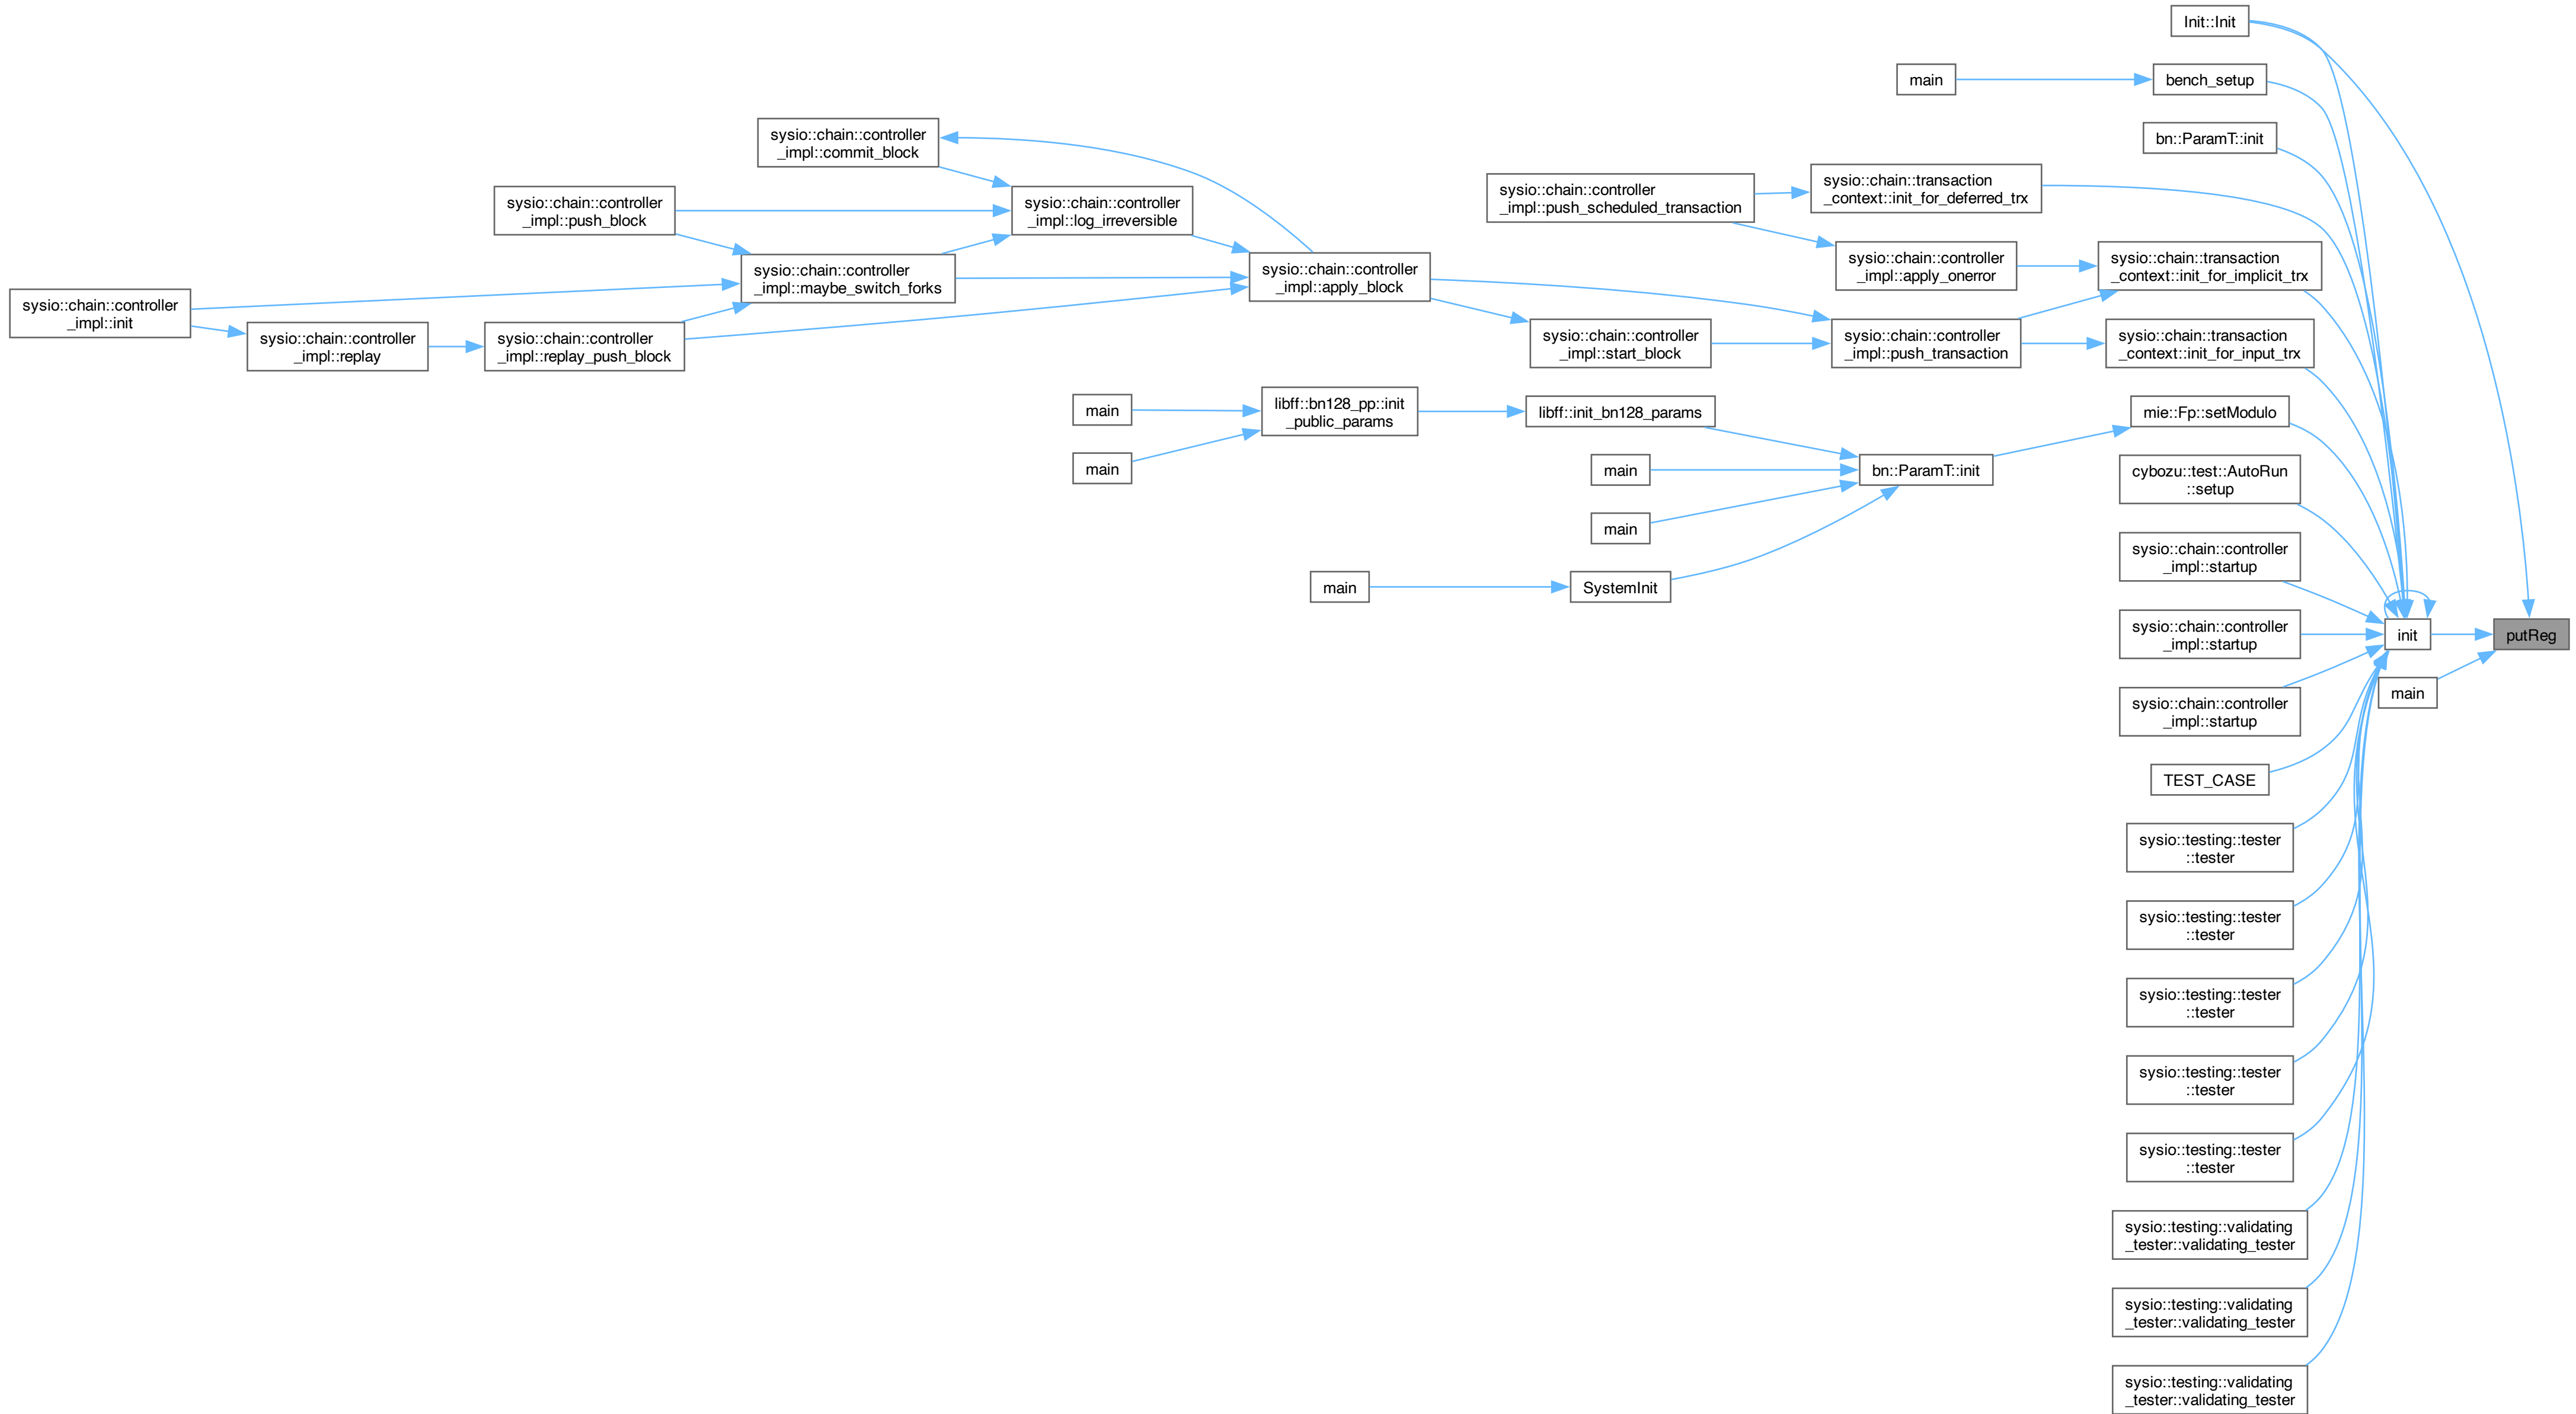 Init::Init
main
bench_setup
sysio::chain::controller
_impl::commit_block
bn::ParamT::init
sysio::chain::controller
_impl::push_scheduled_transaction
sysio::chain::transaction
_context::init_for_deferred_trx
sysio::chain::controller
_impl::push_block
sysio::chain::controller
_impl::log_irreversible
sysio::chain::controller
_impl::maybe_switch_forks
sysio::chain::controller
_impl::apply_block
sysio::chain::controller
_impl::apply_onerror
sysio::chain::transaction
_context::init_for_implicit_trx
sysio::chain::controller
_impl::init
sysio::chain::controller
_impl::replay
sysio::chain::controller
_impl::replay_push_block
sysio::chain::controller
_impl::start_block
sysio::chain::controller
_impl::push_transaction
sysio::chain::transaction
_context::init_for_input_trx
main
libff::bn128_pp::init
_public_params
libff::init_bn128_params
mie::Fp::setModulo
main
main
bn::ParamT::init
cybozu::test::AutoRun
::setup
main
sysio::chain::controller
_impl::startup
main
SystemInit
sysio::chain::controller
_impl::startup
init
putReg
sysio::chain::controller
_impl::startup
main
TEST_CASE
sysio::testing::tester
::tester
sysio::testing::tester
::tester
sysio::testing::tester
::tester
sysio::testing::tester
::tester
sysio::testing::tester
::tester
sysio::testing::validating
_tester::validating_tester
sysio::testing::validating
_tester::validating_tester
sysio::testing::validating
_tester::validating_tester